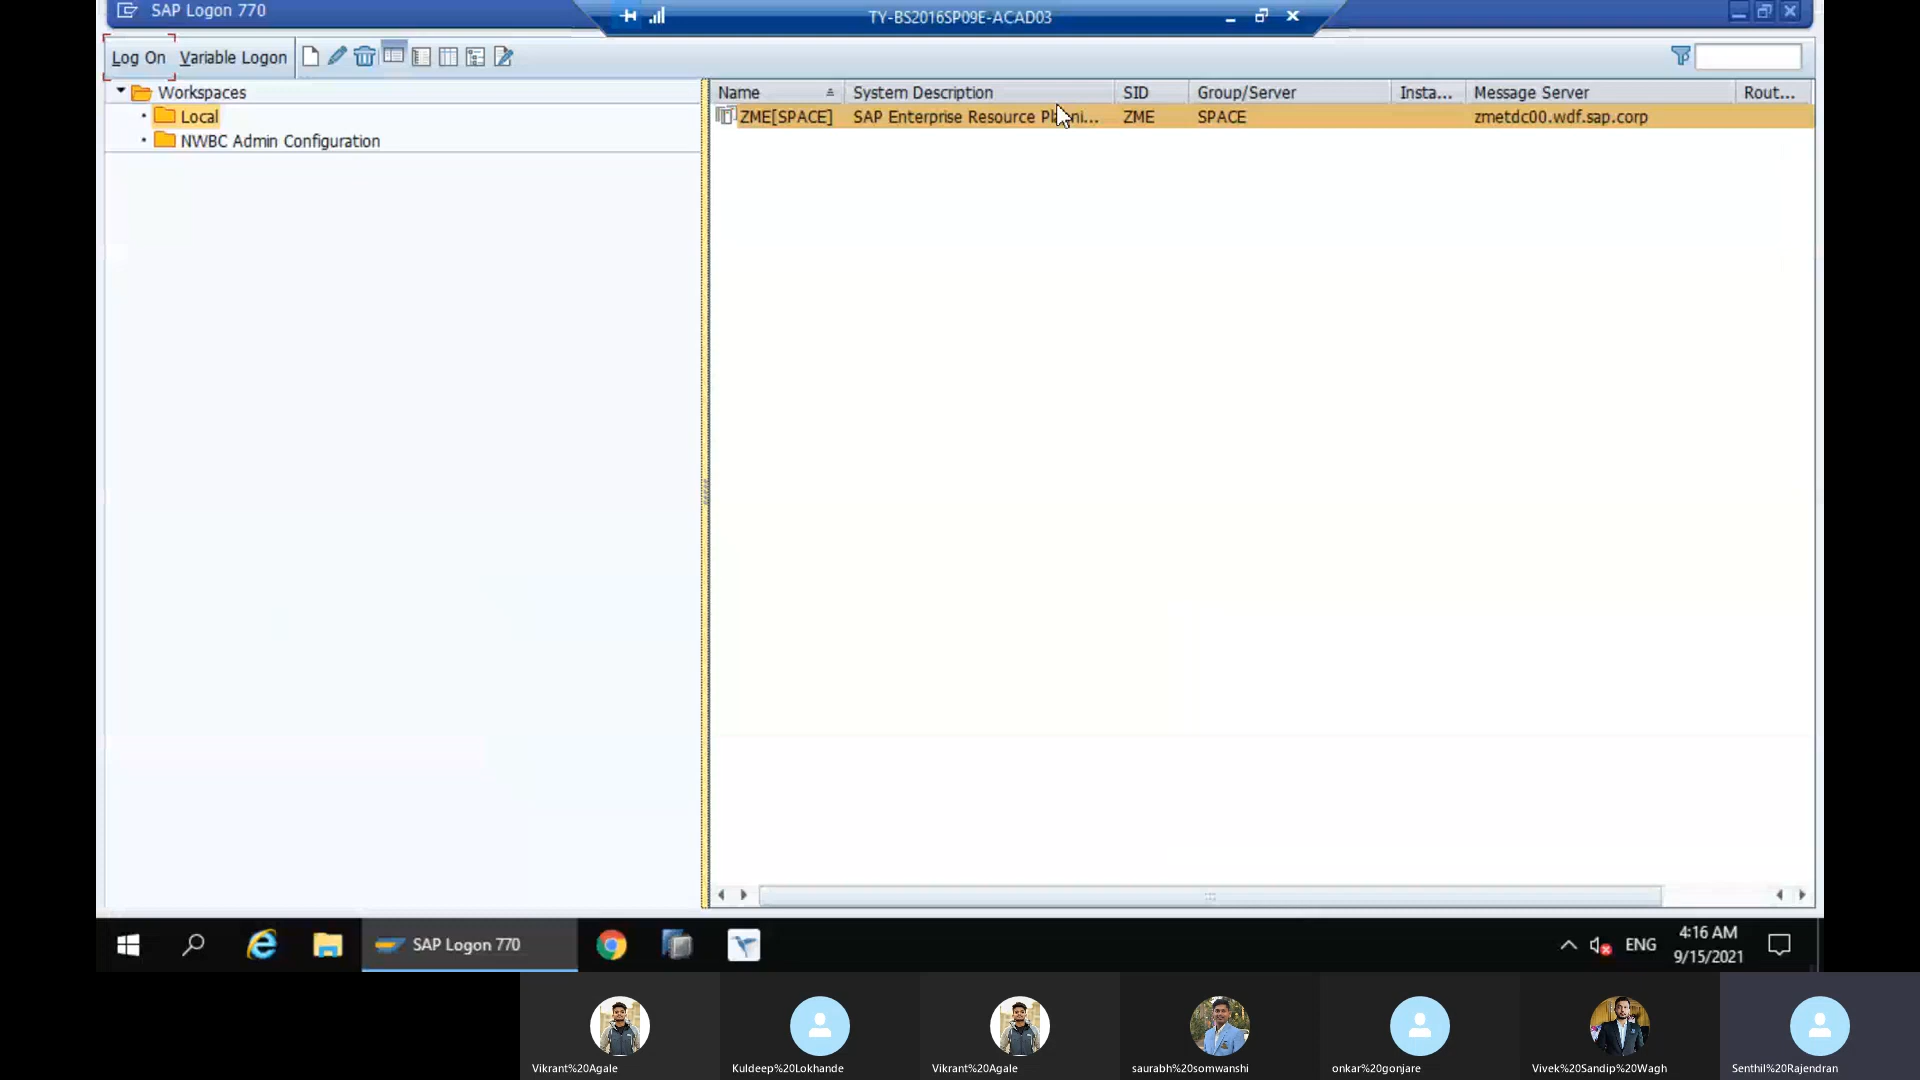 SAP Logon 770
TY-BS2016SP09E-ACAD03
Log On Variable Logon
Workspaces
Local
NWBC Admin Configuration
Name System Description SID Group/Server Insta... Message Server Rout...
ZME[SPACE] SAP Enterprise Resource ZME SPACE zmetdc00.wdf.sap.corp
SAP Logon 770
ENG
4:16 AM
9/15/2021
Vikrant%20Agale
Kuldeep%20Lokhande
Vikrant%20Agale
saurabh%20somwanshi
onkar%20gonjare
Vivek%20Sandip%20Wagh
Senthil%20Rajendran